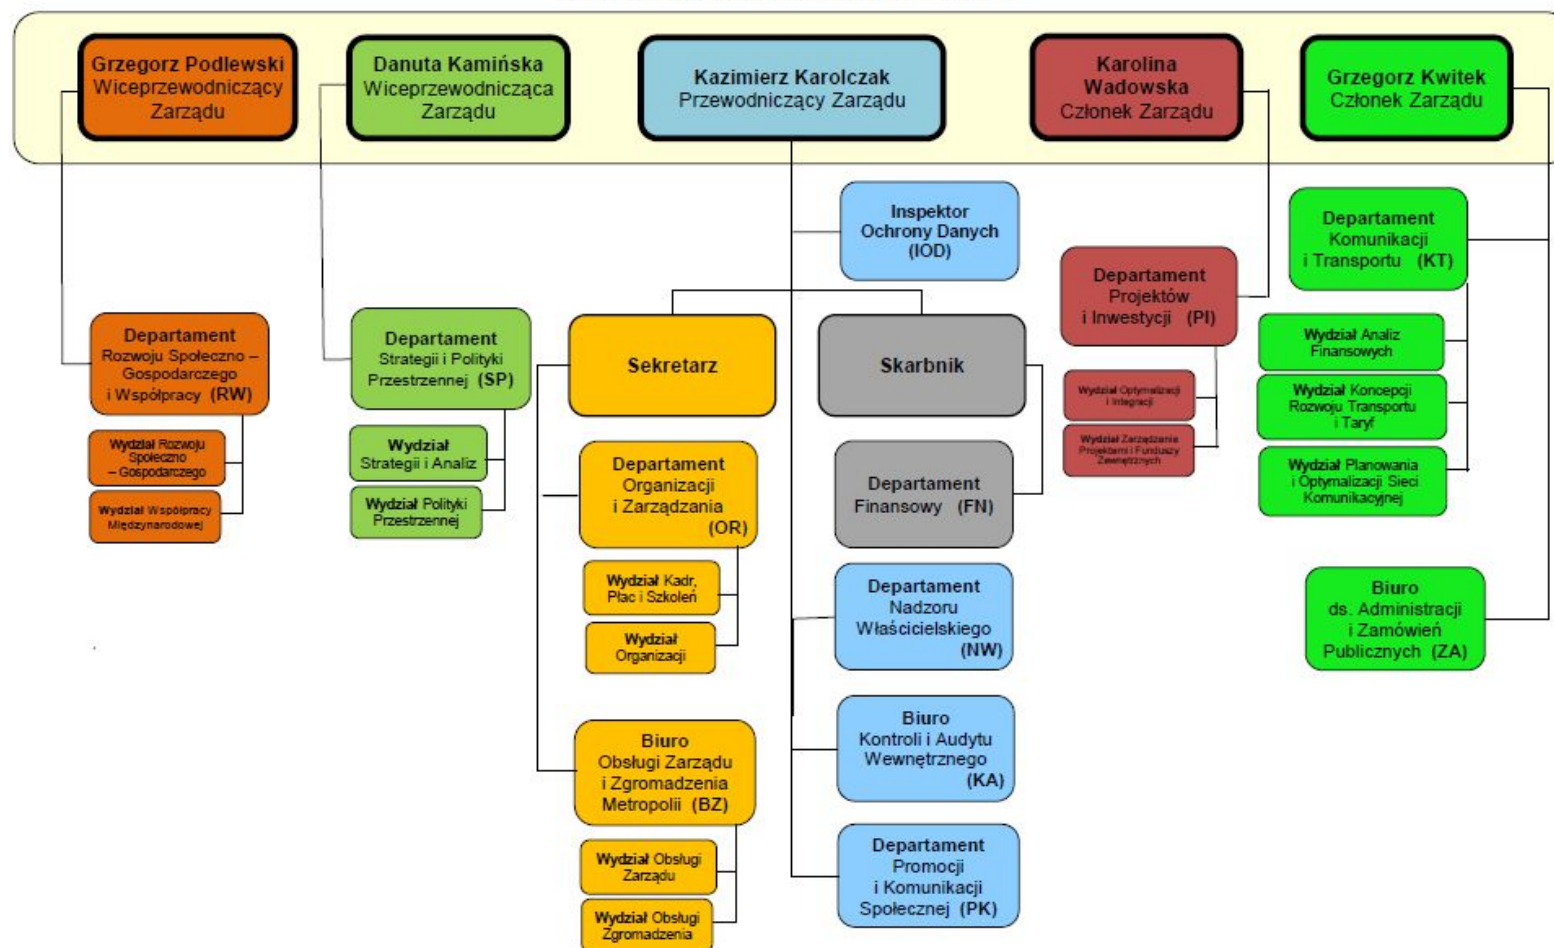 Grzegorz Podlewski
Wiceprzewodniczący
Zarządu
Danuta Kamińska
Wiceprzewodnicząca
Zarządu
Kazimierz Karolczak
Przewodniczący Zarządu
Karolina
Wadowska
Członek Zarządu
Grzegorz Kwitek
Członek Zarządu
Inspektor
Ochrony Danych
(IOD)
Departament
Komunikacji
i Transportu (KT)
Departament
Projektów
i Inwestycji (PI)
Departament
Rozwoju Społeczno –
Gospodarczego
i Współpracy (RW)
Departament
Strategii i Polityki
Przestrzennej (SP)
Sekretarz
Skarbnik
Wydział Analiz
Finansowych
Wydział Optymalizacji
i Integracji
Wydział Koncepcji
Rozwoju Transportu
i Taryf
Wydział Rozwoju
Społeczno
– Gospodarczego
Wydział
Strategii i Analiz
Wydział Zarządzania
Projektami i Funduszy
Zewnętrznych
Departament
Organizacji
i Zarządzania
(OR)
Departament
Finansowy (FN)
Wydział Planowania
i Optymalizacji Sieci
Komunikacyjnej
Wydział Współpracy
Międzynarodowej
Wydział Polityki
Przestrzennej
Wydział Kadr,
Płac i Szkoleń
Departament
Nadzoru
Właścicielskiego
(NW)
Biuro
ds. Administracji
i Zamówień
Publicznych (ZA)
Wydział
Organizacji
Biuro
Obsługi Zarządu
i Zgromadzenia
Metropolii (BZ)
Biuro
Kontroli i Audytu
Wewnętrznego
(KA)
Wydział Obsługi
Zarządu
Departament
Promocji
i Komunikacji
Społecznej (PK)
Wydział Obsługi
Zgromadzenia